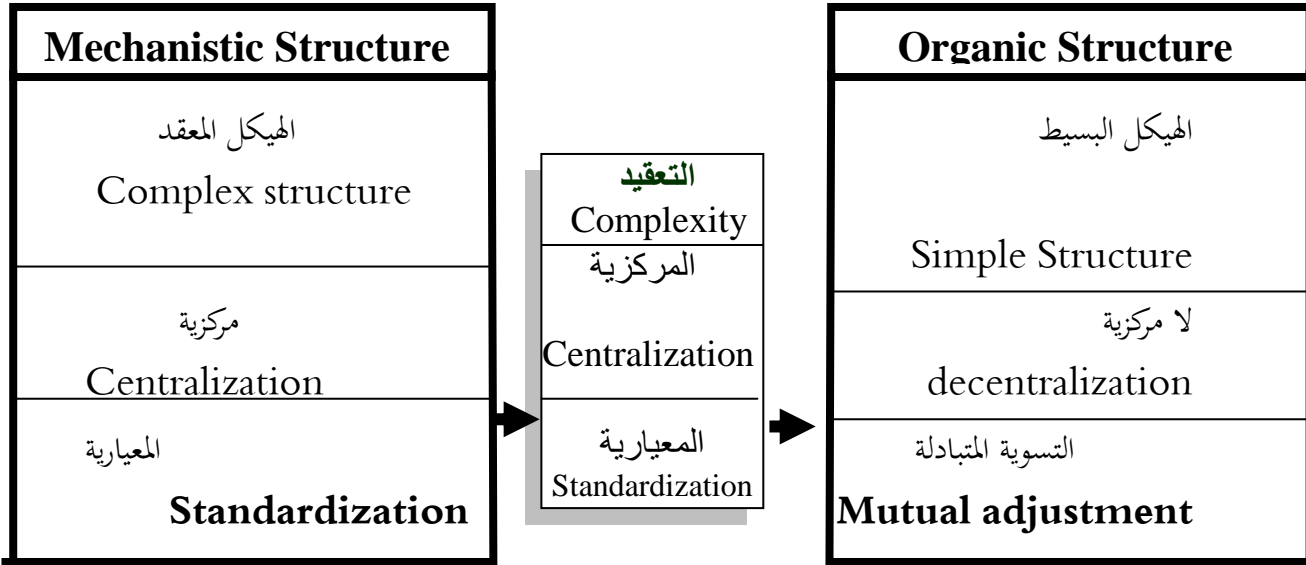 Mechanistic Structure
الهيكل المعقد
Complex structure
مركزية
Centralization
المعيارية
Standardization
التعقيد
Complexity
المركزية
Centralization
المعيارية
Standardization
Organic Structure
الهيكل البسيط
Simple Structure
لا مركزية
decentralization
التسوية المتبادلة
Mutual adjustment